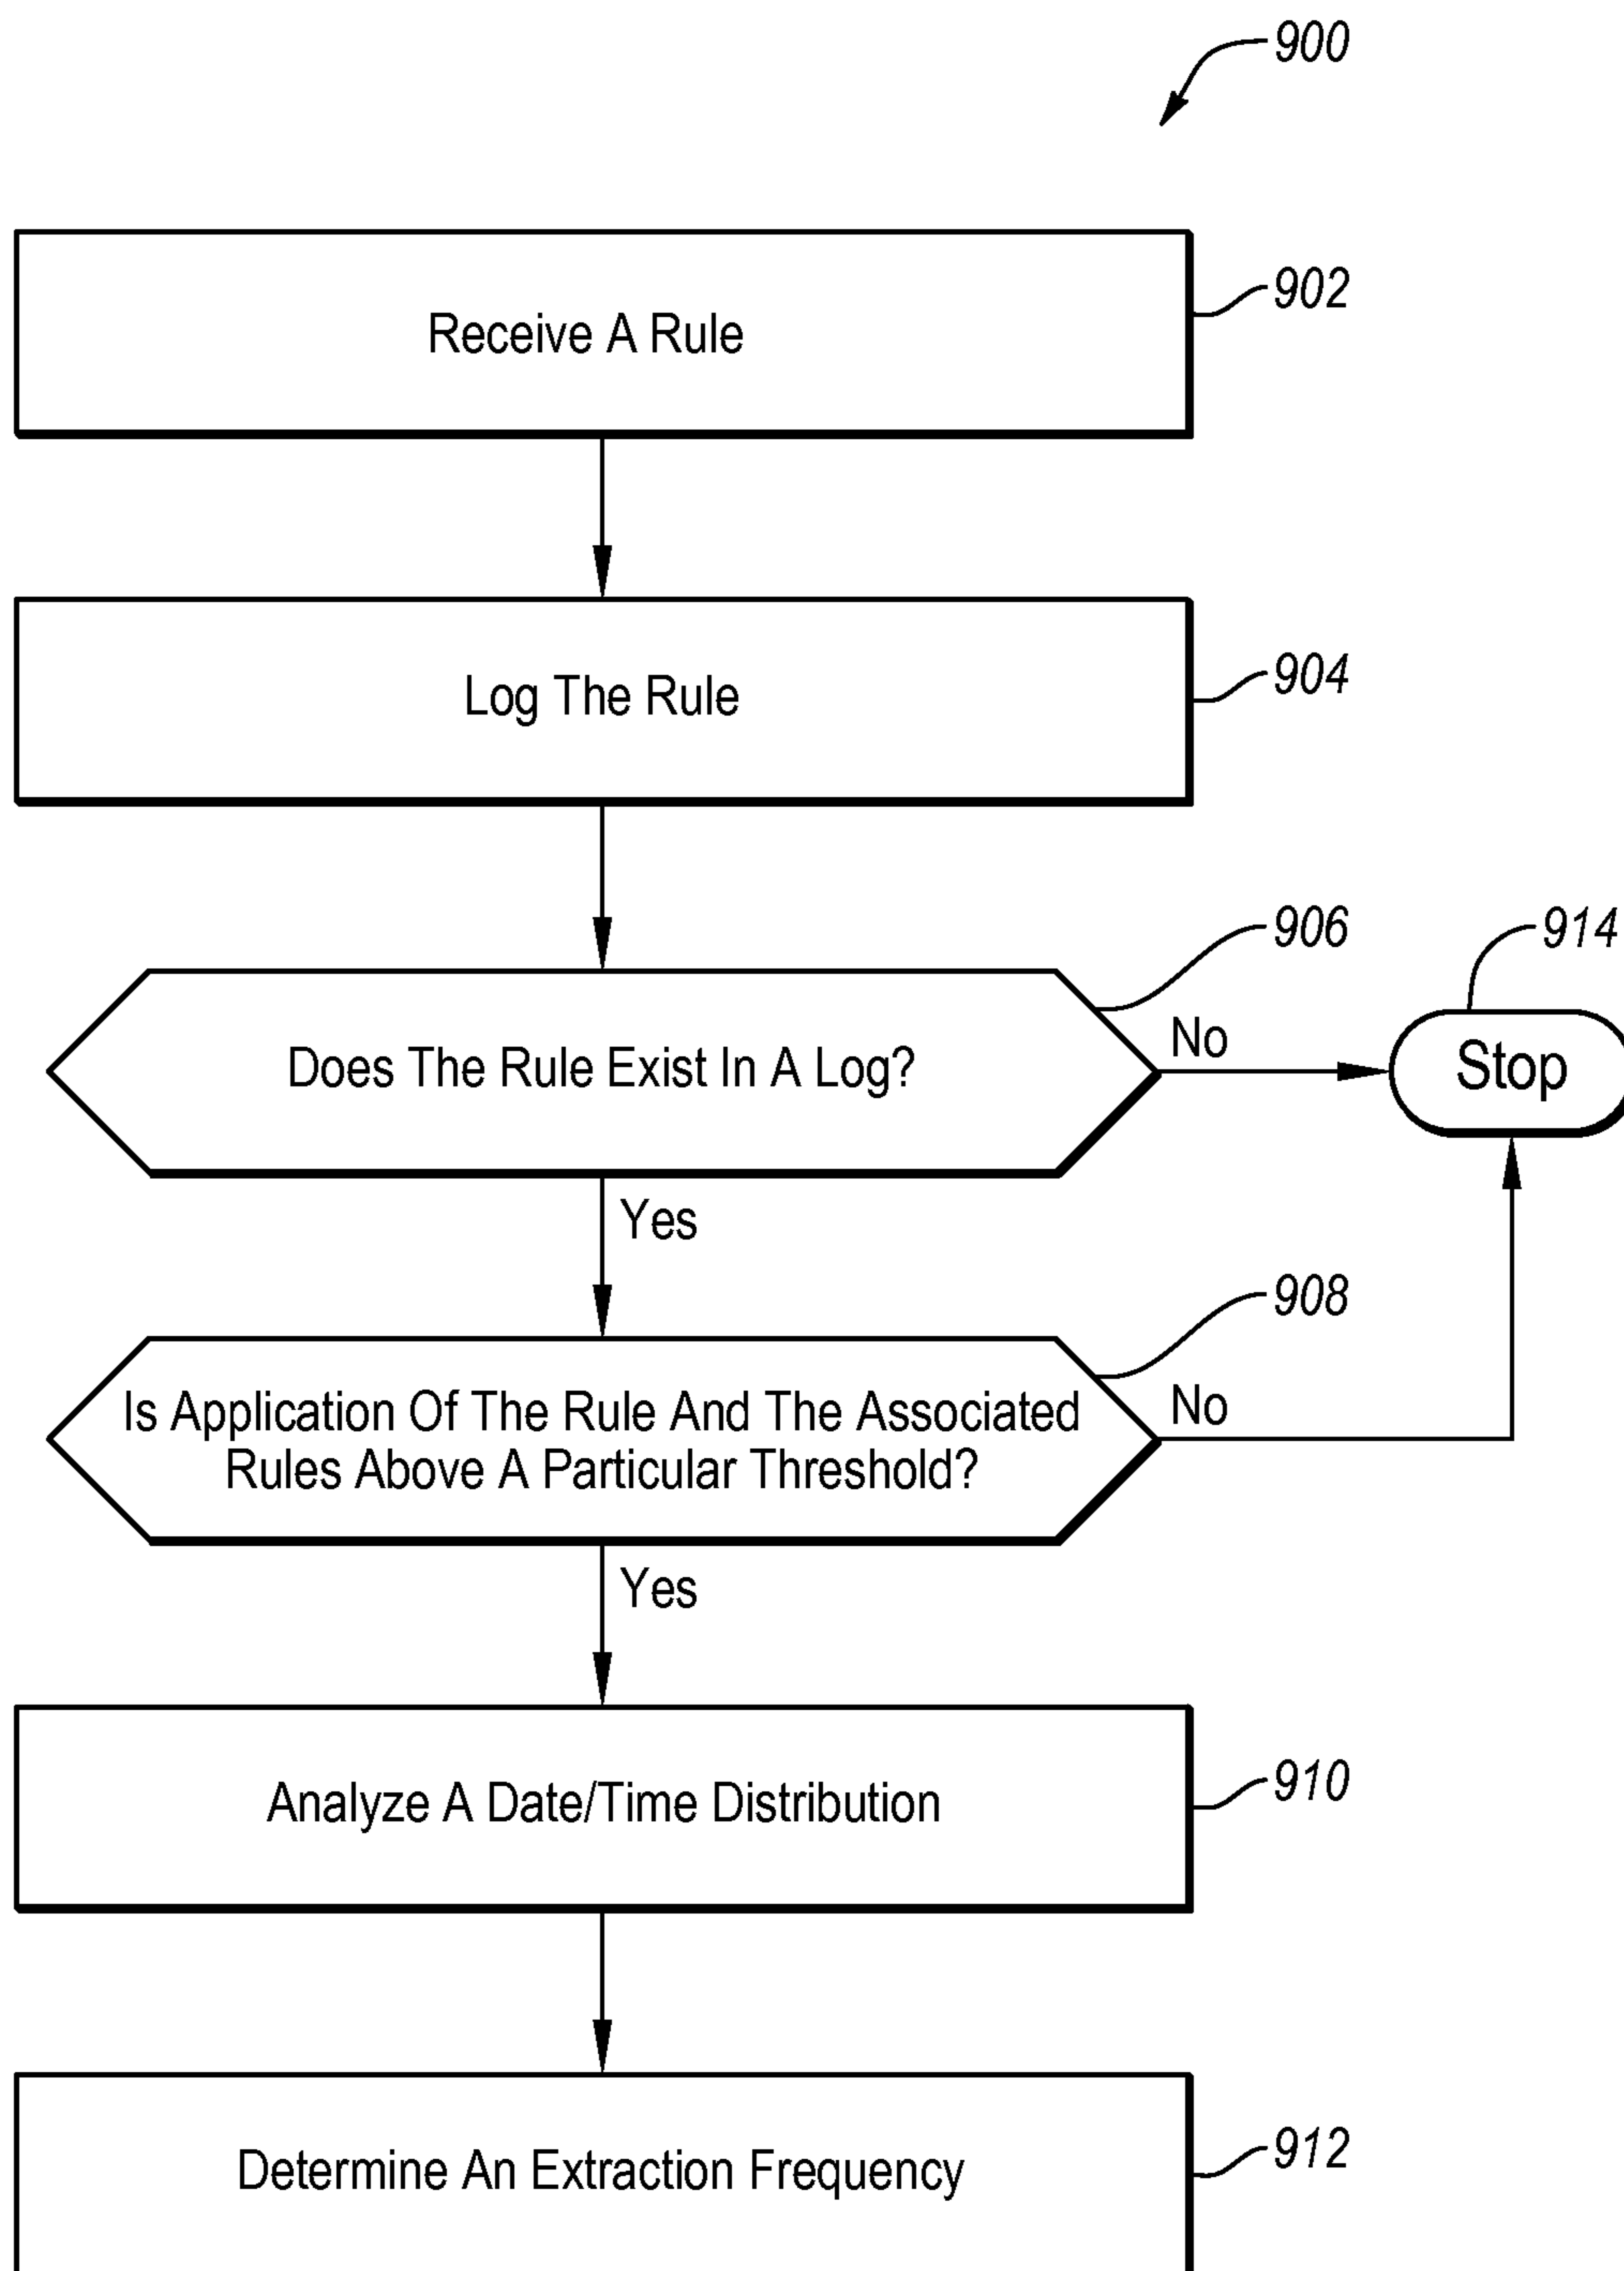 900
Receive A Rule
902
Log The Rule
904
906
914
Does The Rule Exist In A Log?
No
Stop
Yes
908
Is Application Of The Rule And The Associated
Rules Above A Particular Threshold?
No
Yes
Analyze A Date/Time Distribution
910
Determine An Extraction Frequency
912